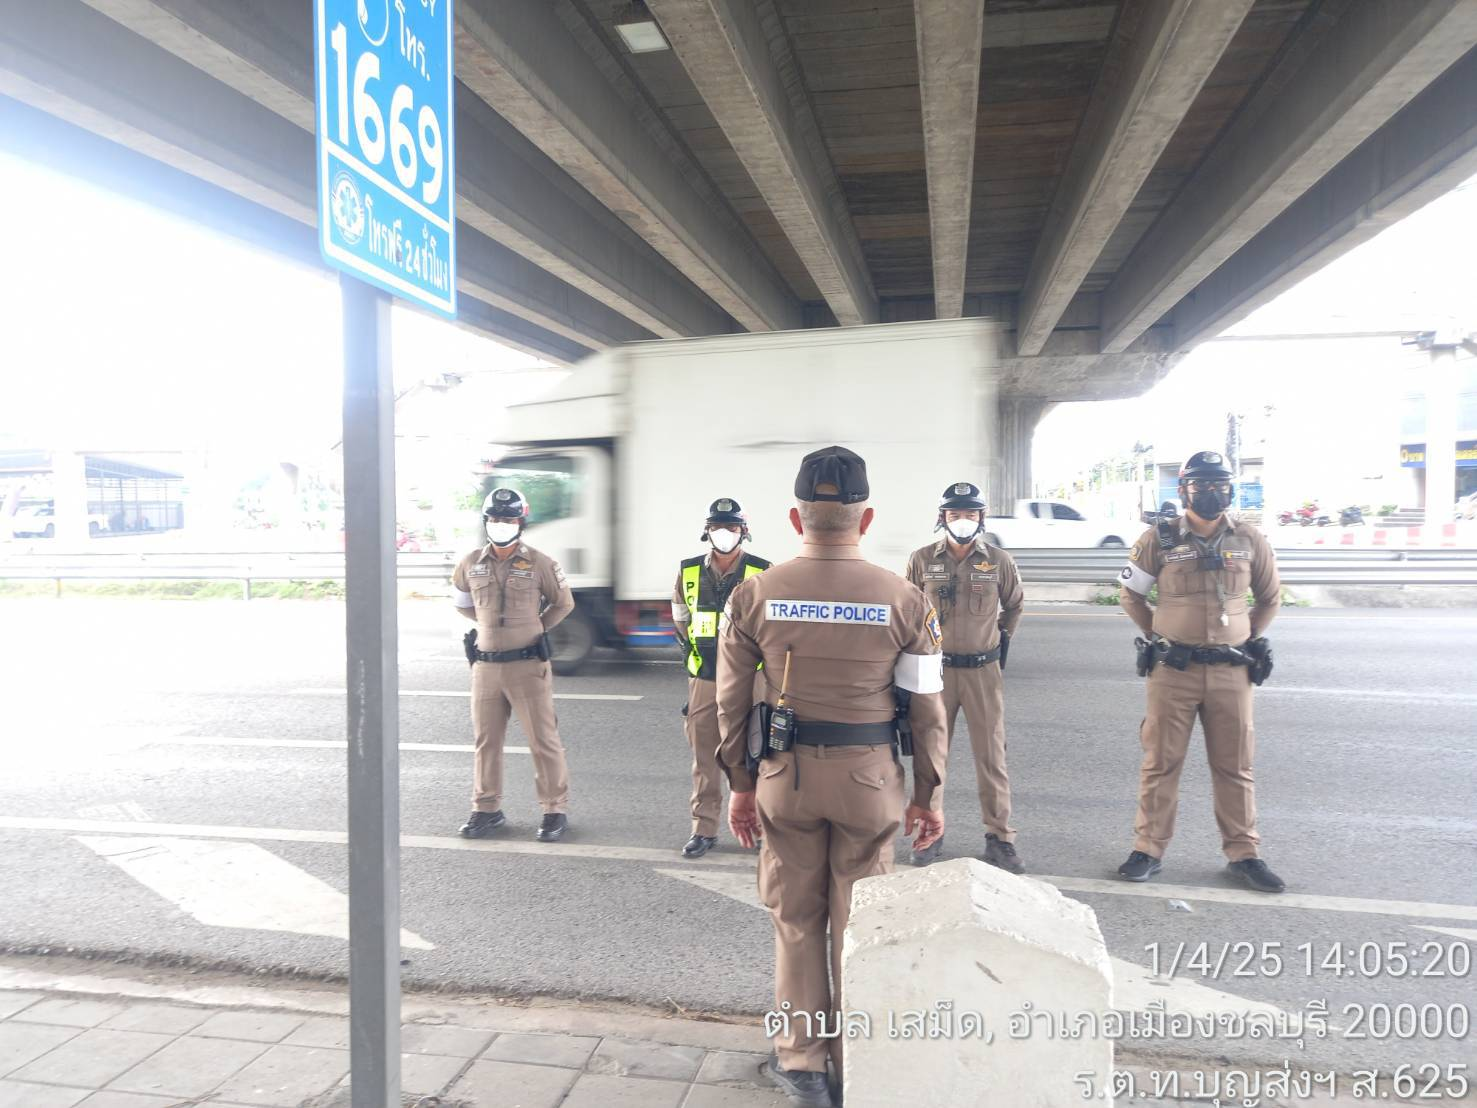 โทร.
1669
โทรฟรี 24 ชั่วโมง
TRAFFIC POLICE
1/4/25 14:05:20
ตำบล เสม็ด, อำเภอเมืองชลบุรี 20000
ร.ต.ท.บุญส่งฯ ส.625